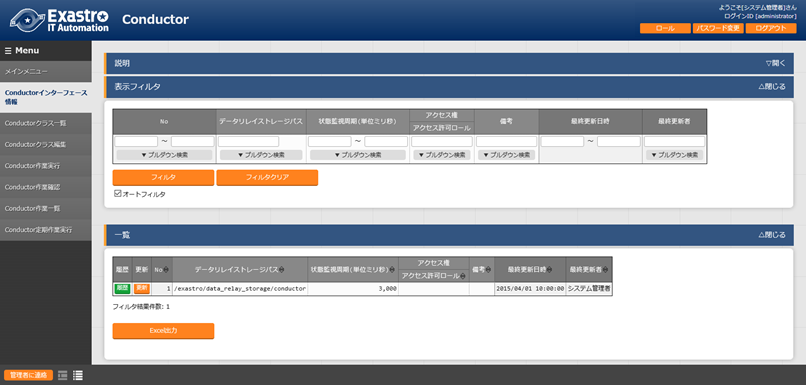 Exastro
IT Automation
Conductor
ようこそ[システム管理者]さん
ログインID [administrator]
ロール
パスワード変更
ログアウト
Menu
メインメニュー
Conductorインターフェース
情報
Conductorクラス一覧
Conductorクラス編集
Conductor作業実行
Conductor作業確認
Conductor作業一覧
Conductor定期作業実行
説明
▽開く
表示フィルタ
△閉じる
No
データリレイストレージパス
状態監視周期(単位ミリ秒)
アクセス権
アクセス許可ロール
備考
最終更新日時
最終更新者
～
～
～
▼ プルダウン検索
▼ プルダウン検索
▼ プルダウン検索
▼ プルダウン検索
▼ プルダウン検索
▼ プルダウン検索
フィルタ
フィルタクリア
オートフィルタ
一覧
△閉じる
履歴
更新
No
データリレイストレージパス
状態監視周期(単位ミリ秒)
アクセス権
アクセス許可ロール
備考
最終更新日時
最終更新者
履歴
更新
1
/exastro/data_relay_storage/conductor
3,000
2015/04/01 10:00:00
システム管理者
フィルタ結果件数: 1
Excel出力
管理者に連絡